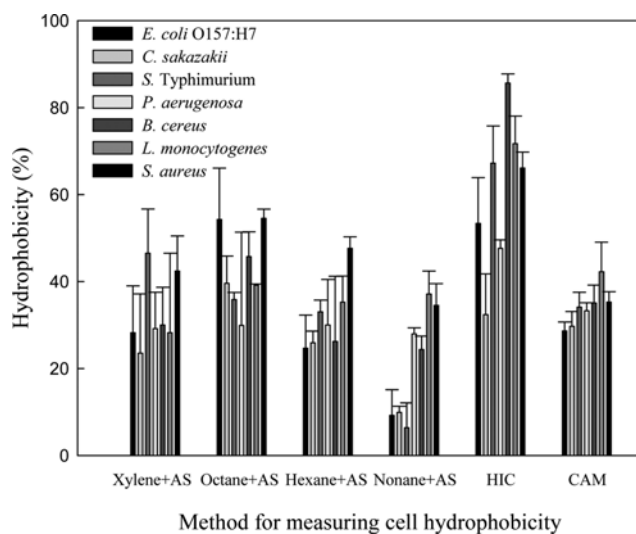 Hydrophobicity (%)
100
80
60
40
20
0
E. coli O157:H7
C. sakazakii
S. Typhimurium
P. aerugenosa
B. cereus
L. monocytogenes
S. aureus
Xylene+AS Octane+AS Hexane+AS Nonane+AS HIC CAM
Method for measuring cell hydrophobicity